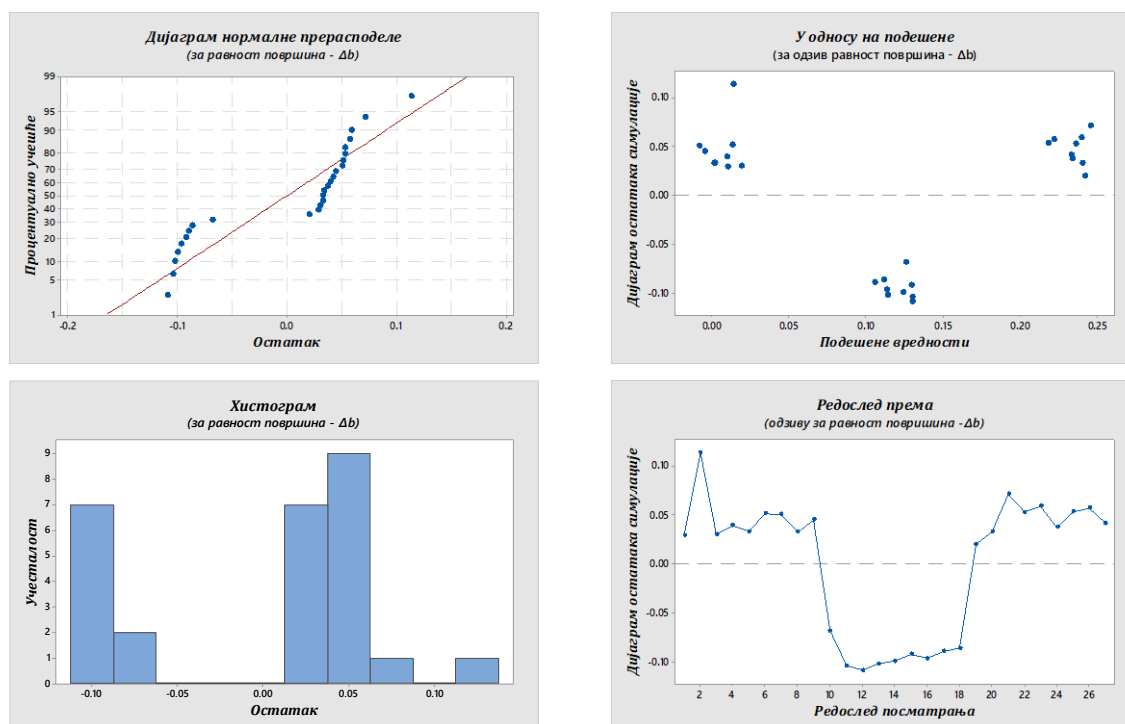 Дијаграм нормалне прерасподеле
(за равност површина - Δb)
Процентуално учешће
99
95
90
80
70
60
50
40
30
20
10
5
1
-0.2 -0.1 0.0 0.1 0.2
Остатак
У односу на подешене
(за одзив равност површина - Δb)
Дијаграм остатака симулације
0.10
0.05
0.00
-0.05
-0.10
0.00 0.05 0.10 0.15 0.20 0.25
Подешене вредности
Хистограм
(за равност површина - Δb)
Учесталост
9
8
7
6
5
4
3
2
1
0
-0.10 -0.05 0.00 0.05 0.10
Остатак
Редослед према
(одзиву за равност повришина -Δb)
Дијаграм остатака симулације
0.10
0.05
0.00
-0.05
-0.10
2 4 6 8 10 12 14 16 18 20 22 24 26
Редослед посматрања